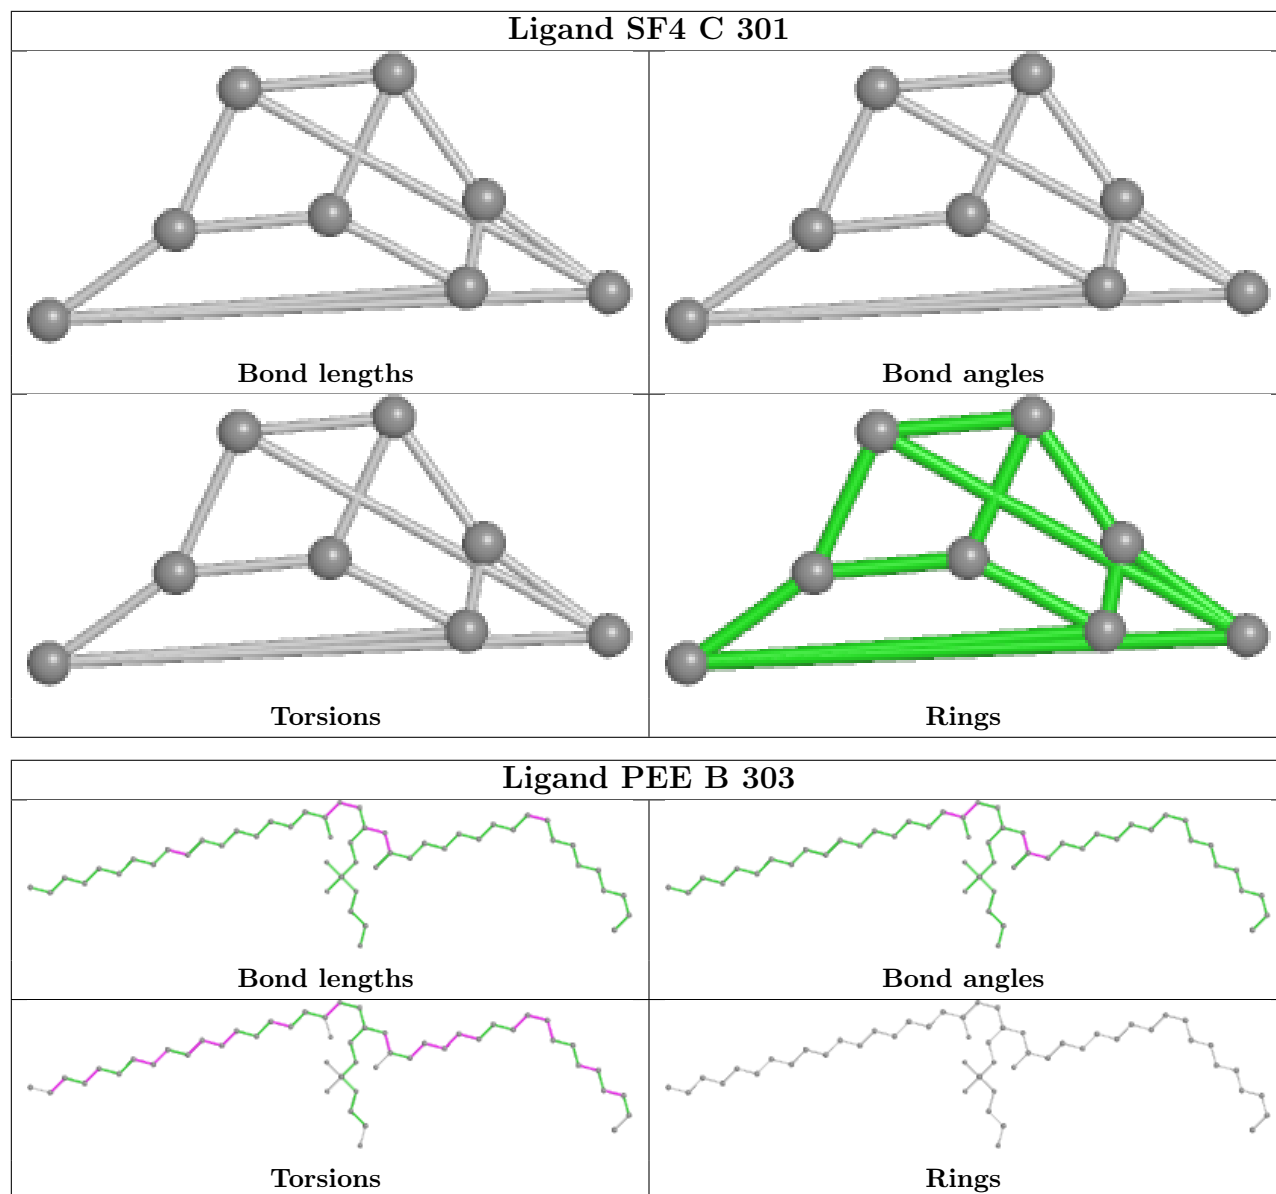 Ligand SF4 C 301
Bond lengths
Bond angles
Torsions
Rings
Ligand PEE B 303
Bond lengths
Bond angles
Torsions
Rings